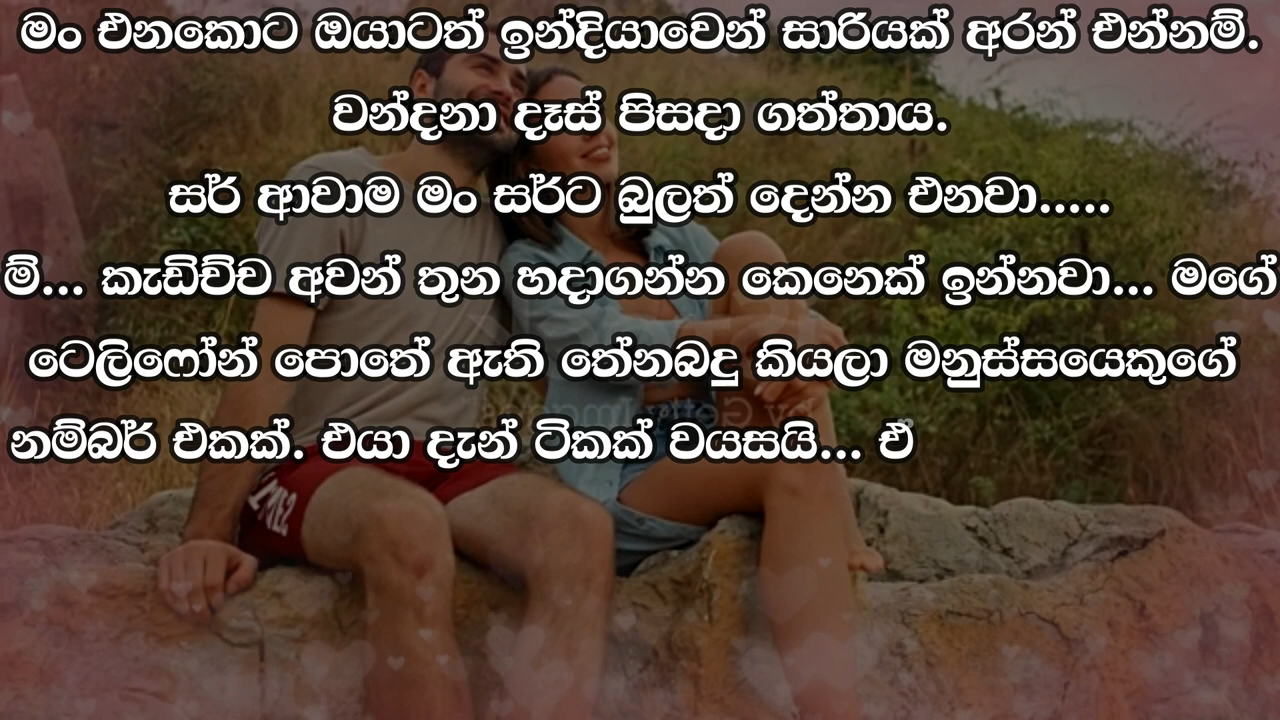 මං එනකොට ඔයාටත් ඉන්දියාවෙන් සාරියක් අරන් එන්නම්.
වන්දනා දෑස් පිසදා ගත්තාය.
සර් ආවාම මං සර්ට බුලත් දෙන්න එනවා.....
ම්... කැඩිච්ච අවන් තුන හදාගන්න කෙනෙක් ඉන්නවා... මගේ
ටෙලිෆෝන් පොතේ ඇති තේනබදු කියලා මනුස්සයෙකුගේ
නම්බර් එකක්. එයා දැන් ටිකක් වයසයි... ඒ